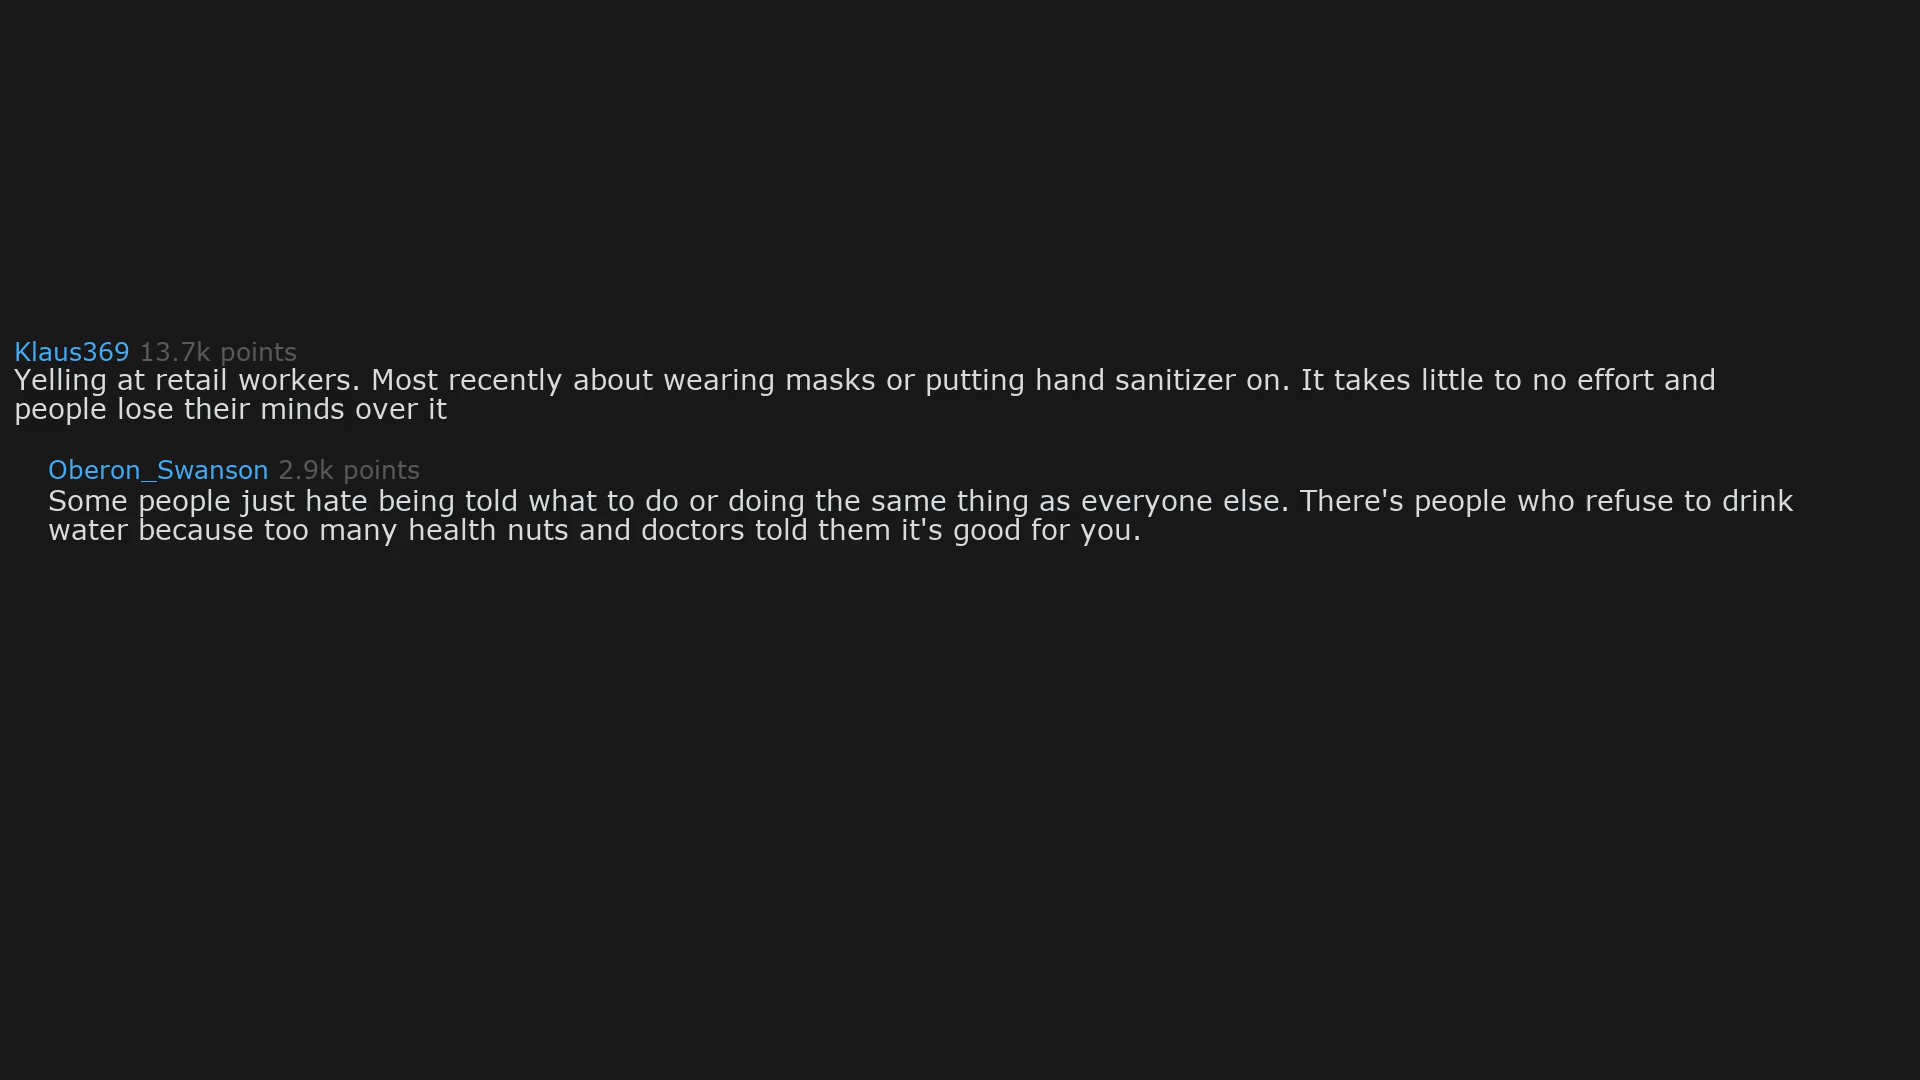 Klaus369 13.7k points
Yelling at retail workers. Most recently about wearing masks or putting hand sanitizer on. It takes little to no effort and
people lose their minds over it
Oberon_Swanson 2.9k points
Some people just hate being told what to do or doing the same thing as everyone else. There's people who refuse to drink
water because too many health nuts and doctors told them it's good for you.